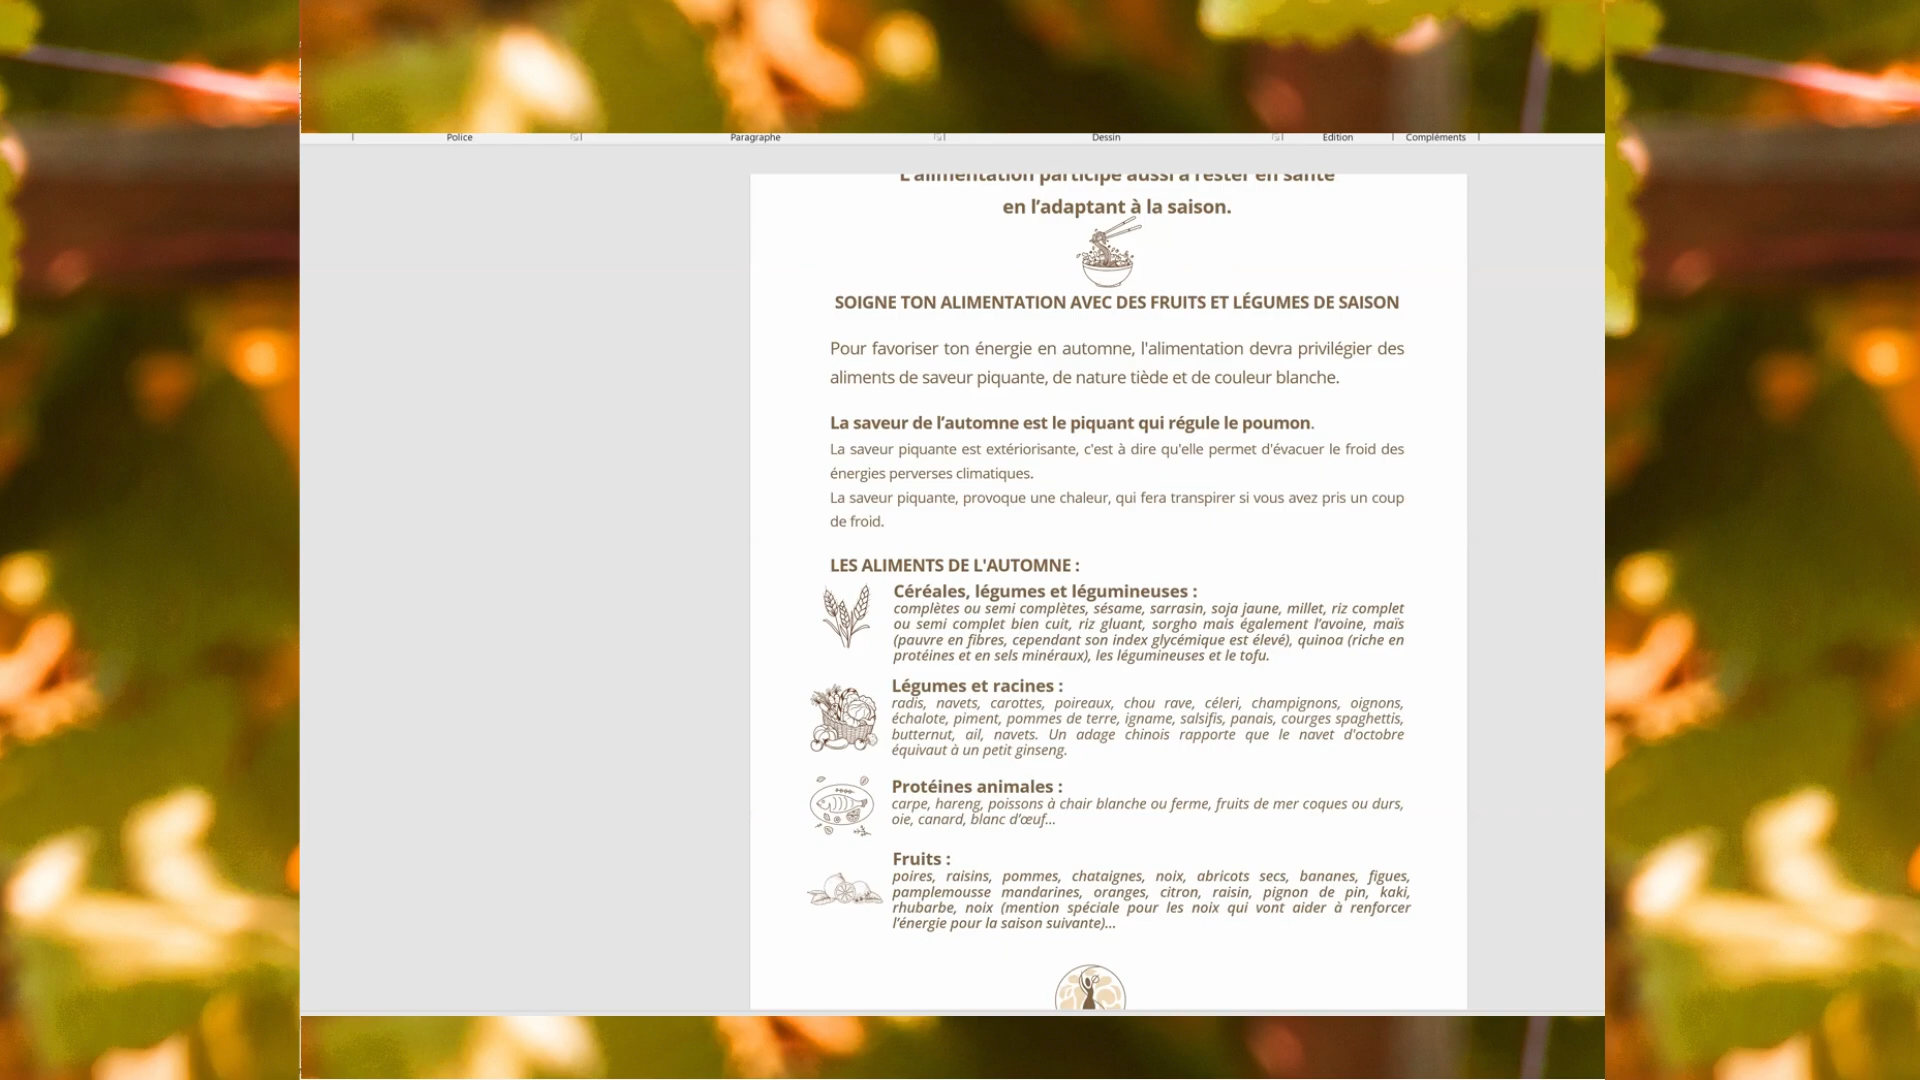 Police
Paragraphe
Dessin
Edition
Compléments
L'alimentation participe aussi à rester en santé
en l’adaptant à la saison.
SOIGNE TON ALIMENTATION AVEC DES FRUITS ET LÉGUMES DE SAISON
Pour favoriser ton énergie en automne, l'alimentation devra privilégier des
aliments de saveur piquante, de nature tiède et de couleur blanche.
La saveur de l’automne est le piquant qui régule le poumon.
La saveur piquante est extériorisante, c'est à dire qu'elle permet d'évacuer le froid des
énergies perverses climatiques.
La saveur piquante, provoque une chaleur, qui fera transpirer si vous avez pris un coup
de froid.
LES ALIMENTS DE L'AUTOMNE :
Céréales, légumes et légumineuses :
complètes ou semi complètes, sésame, sarrasin, soja jaune, millet, riz complet
ou semi complet bien cuit, riz gluant, sorgho mais également l’avoine, maïs
(pauvre en fibres, cependant son index glycémique est élevé), quinoa (riche en
protéines et en sels minéraux), les légumineuses et le tofu.
Légumes et racines :
radis, navets, carottes, poireaux, chou rave, céleri, champignons, oignons,
échalote, piment, pommes de terre, igname, salsifis, panais, courges spaghettis,
butternut, ail, navets. Un adage chinois rapporte que le navet d'octobre
équivaut à un petit ginseng.
Protéines animales :
carpe, hareng, poissons à chair blanche ou ferme, fruits de mer coques ou durs,
oie, canard, blanc d’œuf...
Fruits :
poires, raisins, pommes, chataignes, noix, abricots secs, bananes, figues,
pamplemousse mandarines, oranges, citron, raisin, pignon de pin, kaki,
rhubarbe, noix (mention spéciale pour les noix qui vont aider à renforcer
l’énergie pour la saison suivante)...